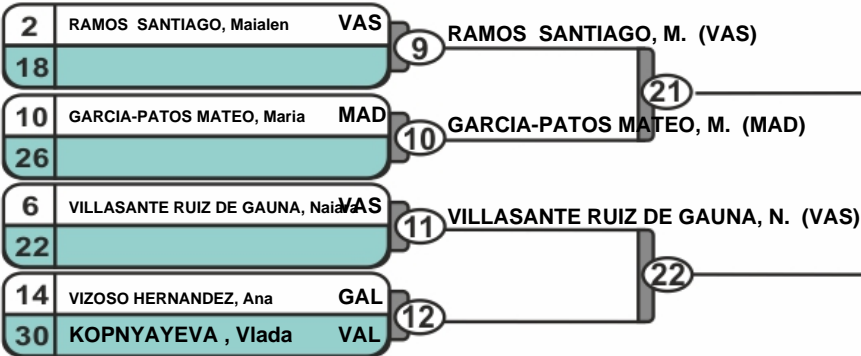 2 RAMOS SANTIAGO, Maialen VAS
9 RAMOS SANTIAGO, M. (VAS)
18
21
10 GARCIA-PATOS MATEO, Maria MAD
10 GARCIA-PATOS MATEO, M. (MAD)
26
6 VILLASANTE RUIZ DE GAUNA, Naiara VAS
11 VILLASANTE RUIZ DE GAUNA, N. (VAS)
22
22
14 VIZOSO HERNANDEZ, Ana GAL
12
30 KOPNYAYEVA , Vlada VAL